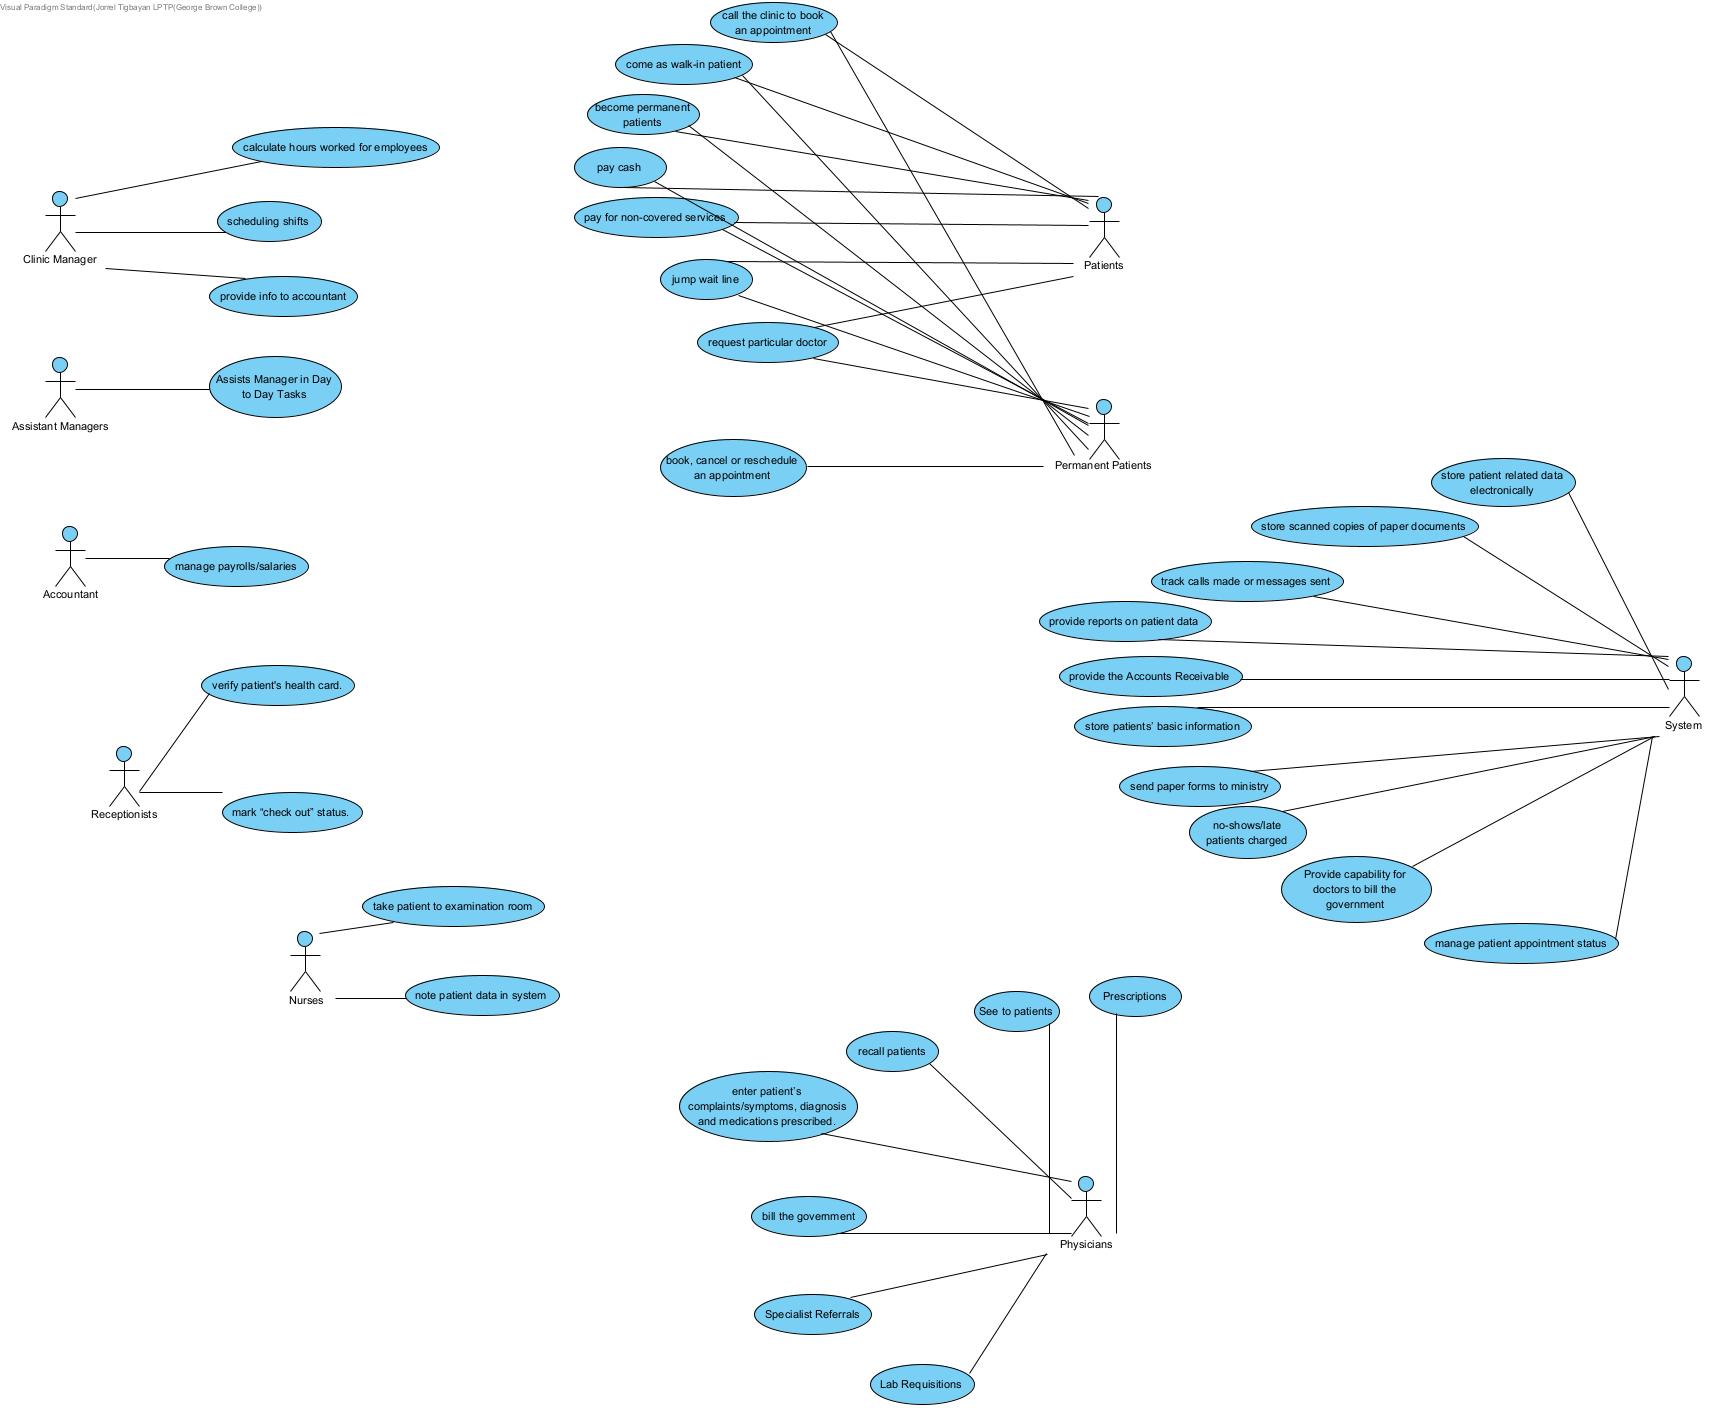 Visual Paradigm Standard(Jorrel Tigbayan LPTP(George Brown College))
call the clinic to book
an appointment
come as walk-in patient
become permanent
patients
pay cash
pay for non-covered services
jump wait line
request particular doctor
book, cancel or reschedule
an appointment
Patients
Permanent Patients
calculate hours worked for employees
scheduling shifts
Clinic Manager
provide info to accountant
Assists Manager in Day
to Day Tasks
Assistant Managers
manage payrolls/salaries
Accountant
verify patient's health card.
mark “check out” status.
Receptionists
take patient to examination room
note patient data in system
Nurses
store patient related data
electronically
store scanned copies of paper documents
track calls made or messages sent
provide reports on patient data
provide the Accounts Receivable
store patients’ basic information
System
send paper forms to ministry
no-shows/late
patients charged
Provide capability for
doctors to bill the
government
manage patient appointment status
Prescriptions
See to patients
recall patients
enter patient’s
complaints/symptoms, diagnosis
and medications prescribed.
bill the government
Physicians
Specialist Referrals
Lab Requisitions